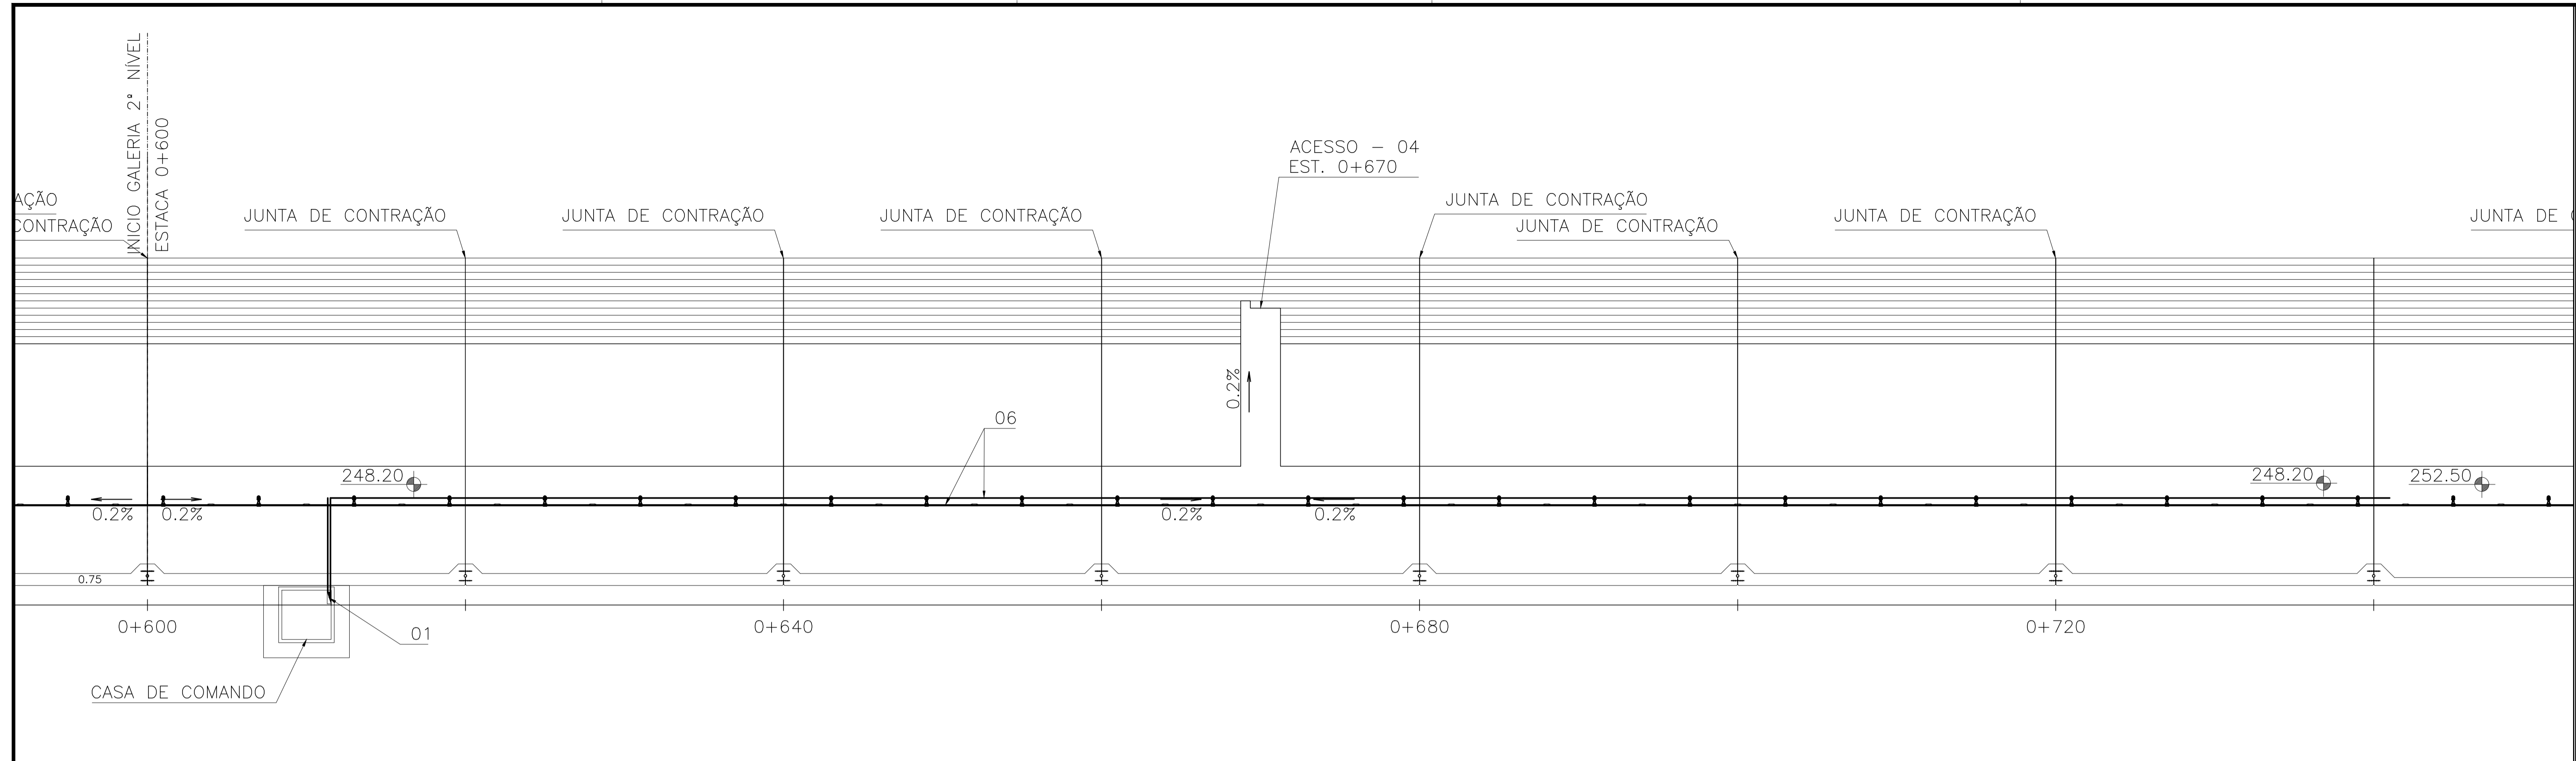 INICIO GALERIA 2° NÍVEL
ESTACA 0+600
AÇÃO
CONTRAÇÃO
JUNTA DE CONTRAÇÃO
JUNTA DE CONTRAÇÃO
JUNTA DE CONTRAÇÃO
ACESSO - 04
EST. 0+670
JUNTA DE CONTRAÇÃO
JUNTA DE CONTRAÇÃO
JUNTA DE CONTRAÇÃO
JUNTA DE
0.2%
06
248.20
248.20
252.50
0.2%
0.2%
0.2%
0.2%
0.75
0+600
0+640
0+680
0+720
01
CASA DE COMANDO